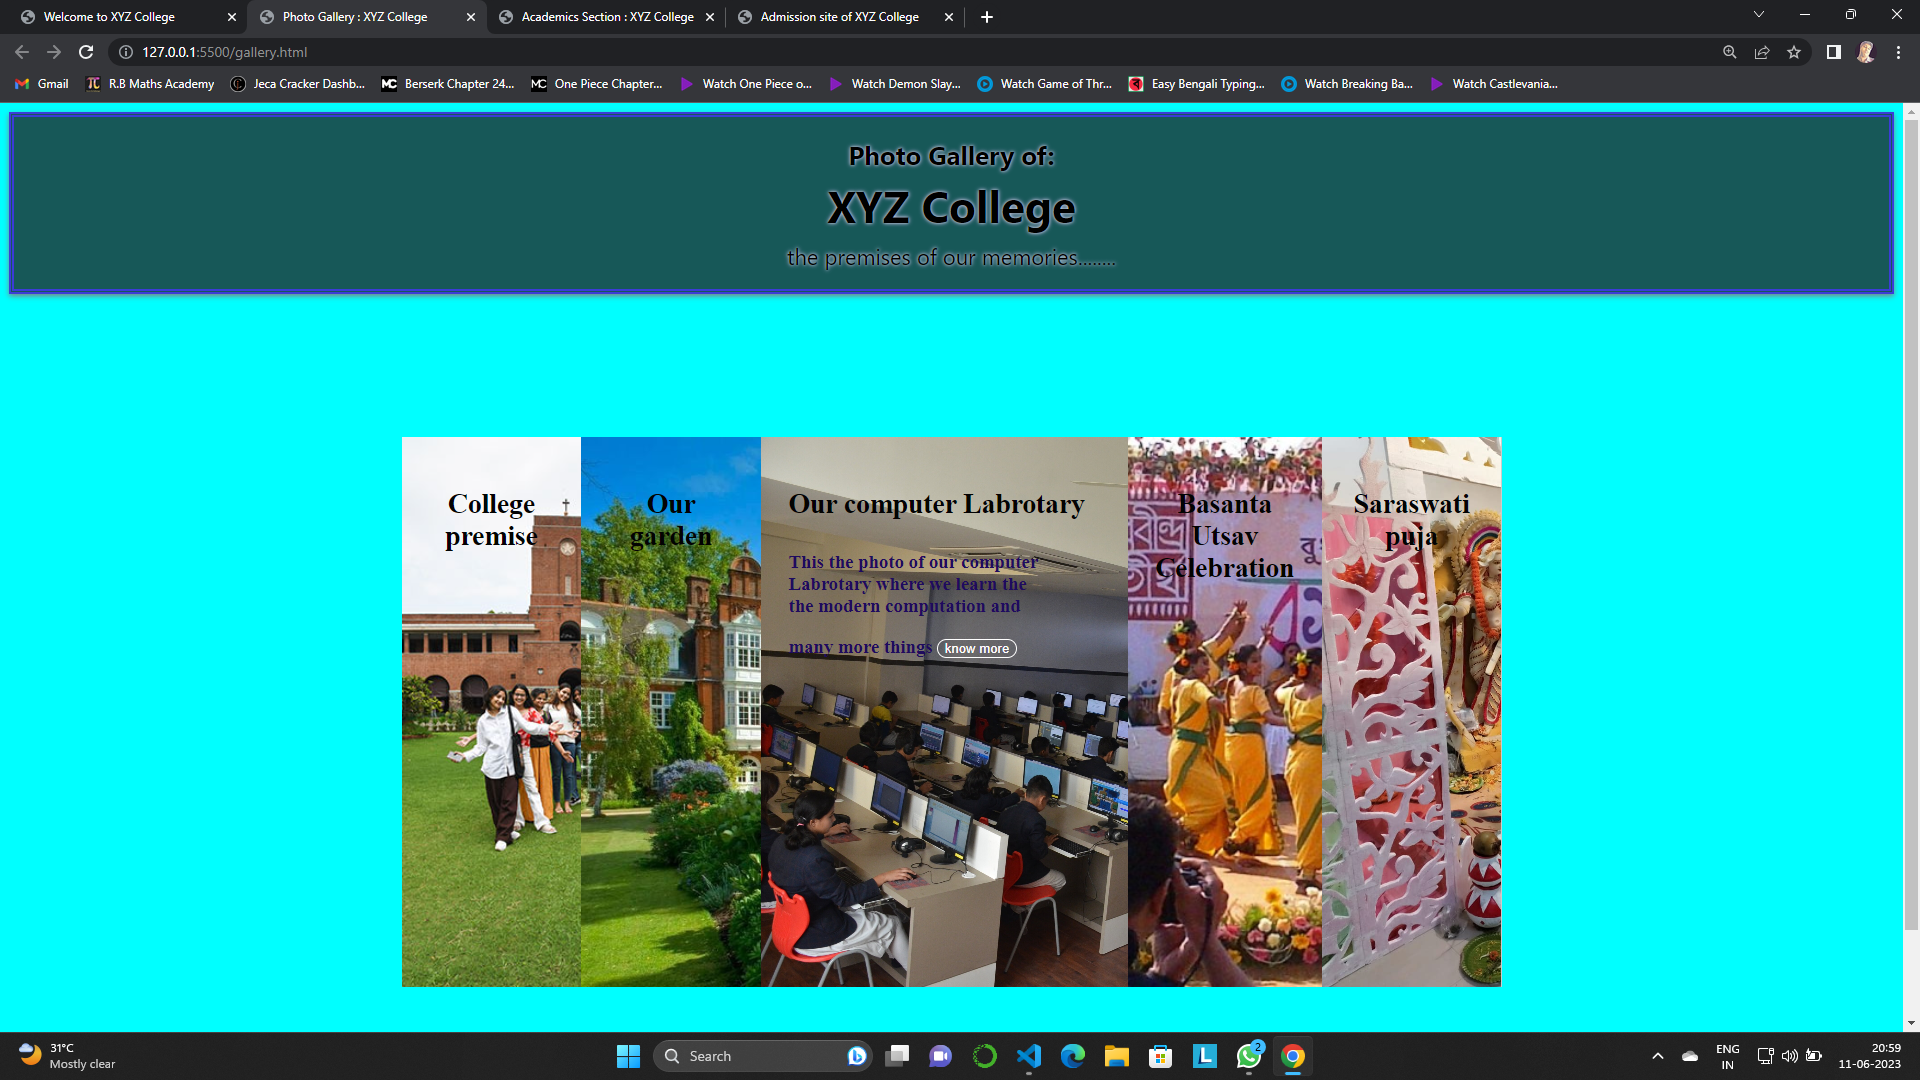 Welcome to XYZ College
Photo Gallery : XYZ College
Academics Section : XYZ College
Admission site of XYZ College
127.0.0.1:5500/gallery.html
Gmail
R.B Maths Academy
Jeca Cracker Dashb...
Berserk Chapter 24...
One Piece Chapter...
Watch One Piece o...
Watch Demon Slay...
Watch Game of Thr...
Easy Bengali Typing...
Watch Breaking Ba...
Watch Castlevania...
Photo Gallery of:
XYZ College
the premises of our memories........
College
premise
Our
garden
Our computer Labrotary
This the photo of our computer
Labrotary where we learn the
the modern computation and
many more things know more
Basanta
Utsav
Celebration
Saraswati
puja
31°C
Mostly clear
Search
2
ENG
IN
20:59
11-06-2023